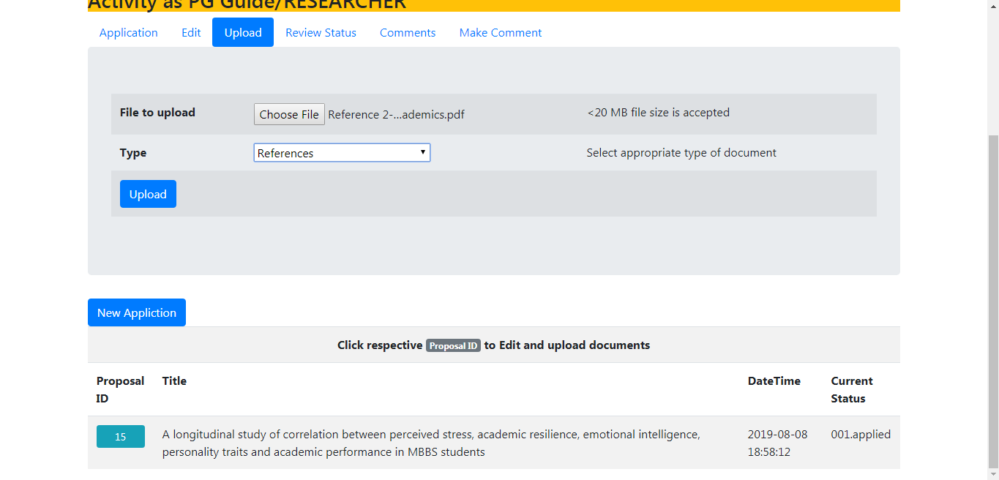 Activity as PG Guide/RESEARCHER
Application Edit Upload Review Status Comments Make Comment
File to upload Choose File Reference 2-...ademics.pdf <20 MB file size is accepted
Type References Select appropriate type of document
Upload
New Appliction
Click respective Proposal ID to Edit and upload documents
Proposal Title DateTime Current
ID Status
15 A longitudinal study of correlation between perceived stress, academic resilience, emotional intelligence, 2019-08-08 001.applied
personality traits and academic performance in MBBS students 18:58:12